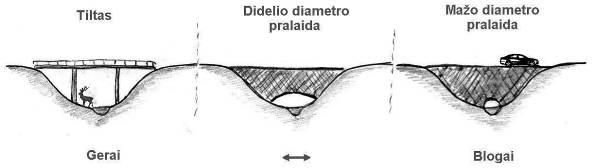 Tiltas
Didelio diametro
pralaida
Mažo diametro
pralaida
Gerai
Blogai